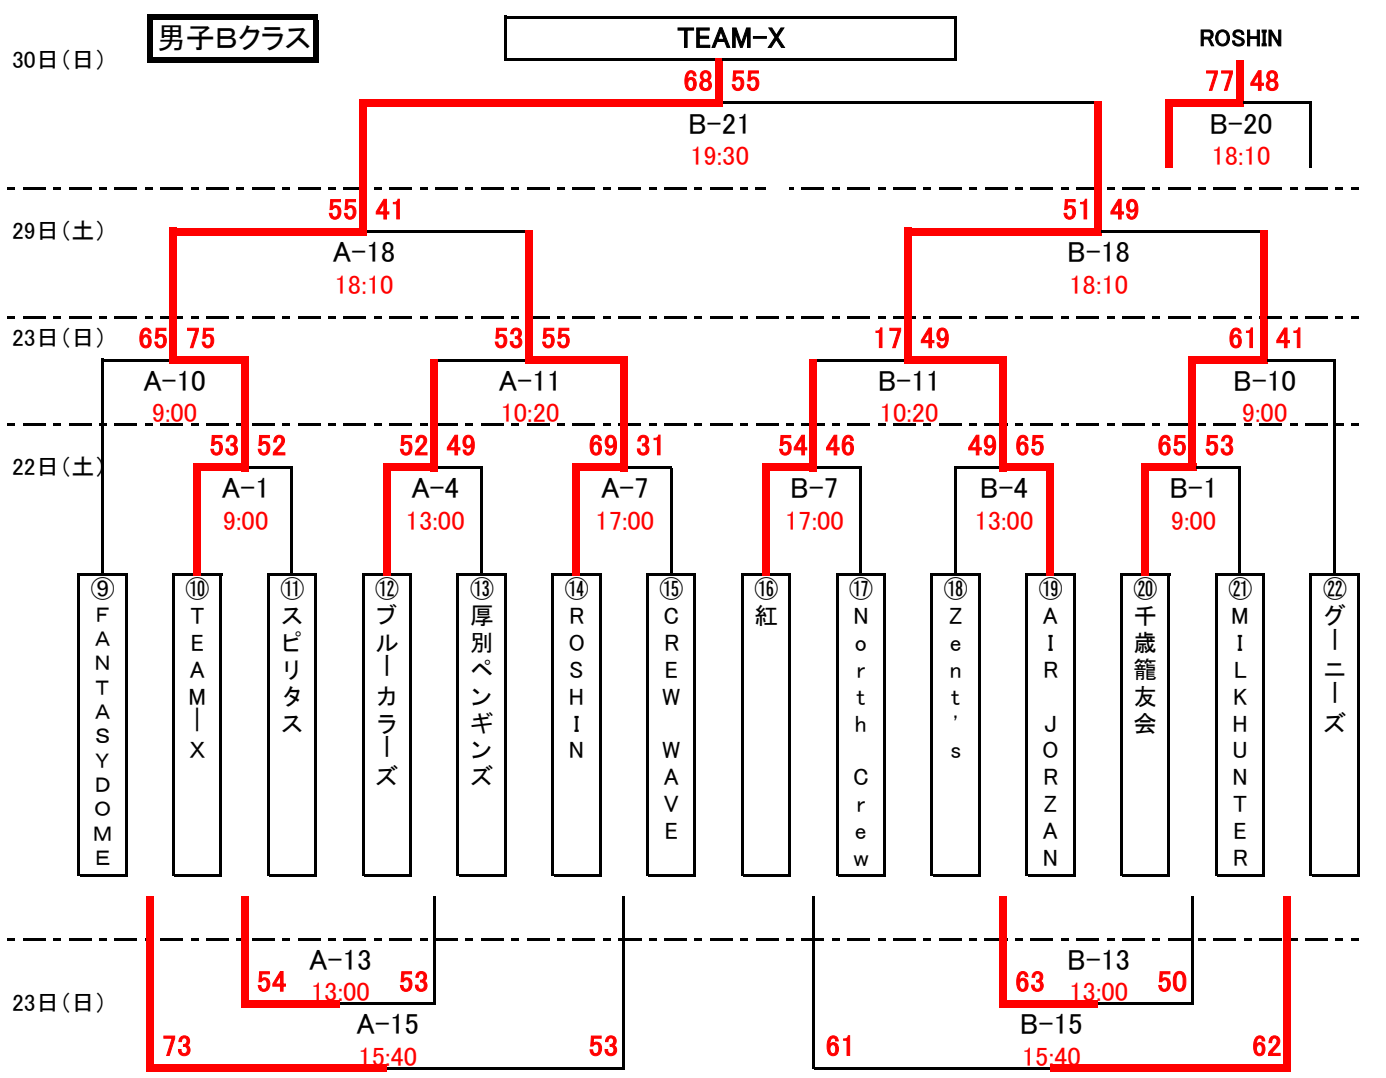 男子Bクラス
TEAM-X
ROSHIN
30日(日)
68 55
77 48
B-21
19:30
B-20
18:10
55 41
51 49
29日(土)
A-18
18:10
B-18
18:10
23日(日)
65 75
53 55
17 49
61 41
A-10
9:00
A-11
10:20
B-11
10:20
B-10
9:00
22日(土)
53 52
52 49
69 31
54 46
49 65
65 53
A-1
9:00
A-4
13:00
A-7
17:00
B-7
17:00
B-4
13:00
B-1
9:00
⑨FANTASYDOME
⑩TEAM-X
⑪スピリタス
⑫ブルーカラーズ
⑬厚別ペンギンズ
⑭ROSHIN
⑮CREW WAVE
⑯紅
⑰North Crew
⑱Zent's
⑲AIR JORZAN
⑳千歳籠友会
㉑MILKHUNTER
㉒グーニーズ
23日(日)
A-13
54 13:00 53
B-13
63 13:00 50
A-15
73 15:40 53
B-15
61 15:40 62